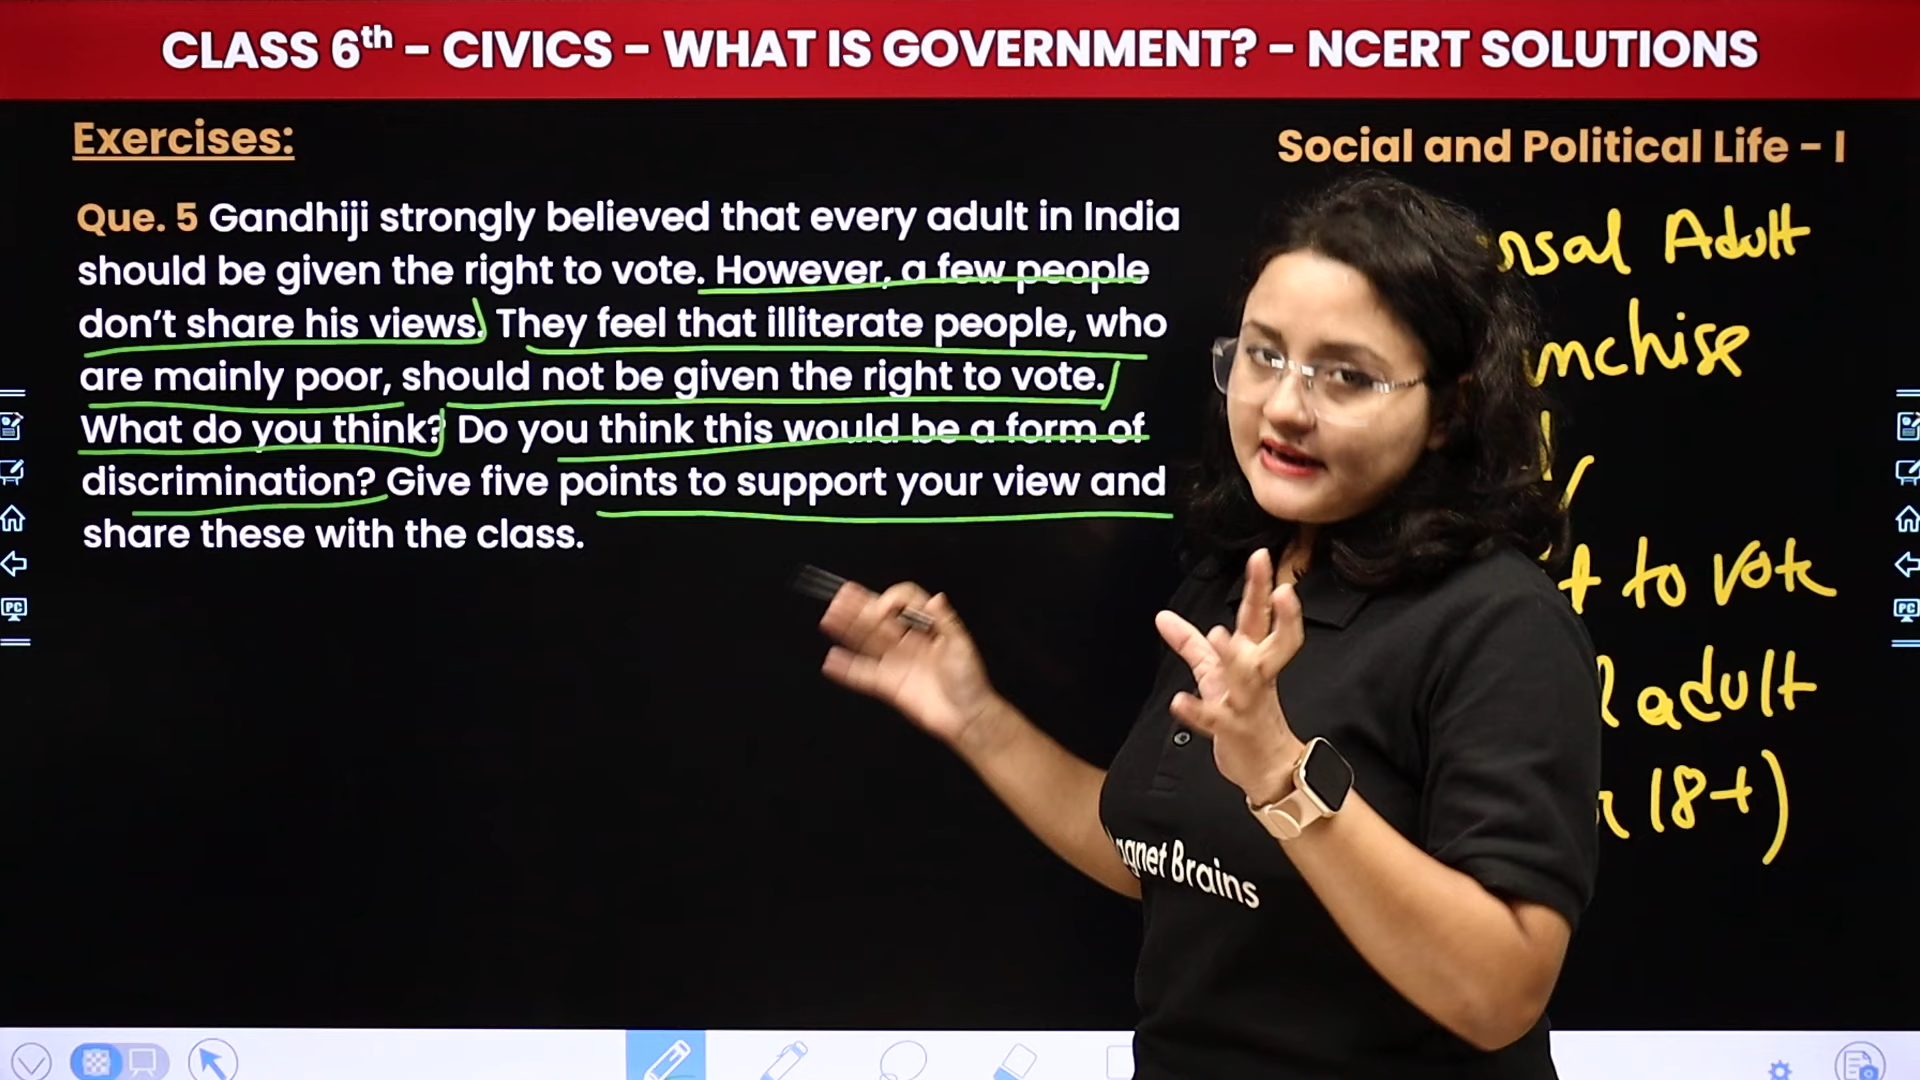 CLASS 6th – CIVICS – WHAT IS GOVERNMENT? – NCERT SOLUTIONS
Exercises:
Social and Political Life – I
Que. 5 Gandhiji strongly believed that every adult in India
should be given the right to vote. However, a few people
don't share his views. They feel that illiterate people, who
are mainly poor, should not be given the right to vote.
What do you think? Do you think this would be a form of
discrimination? Give five points to support your view and
share these with the class.
Adult
to vote
adult
18+)
Brains
PC
PC